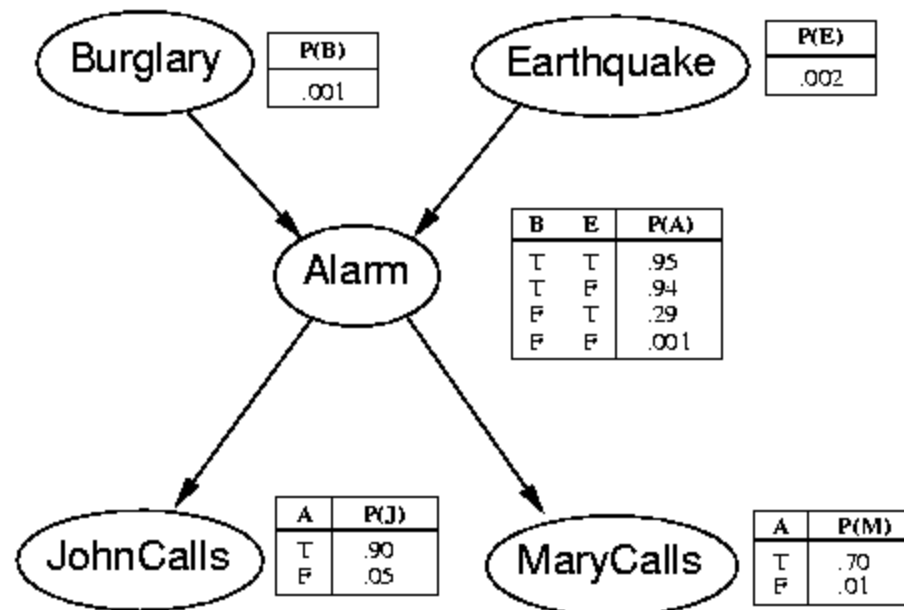 Burglary
P(B)
.001
Earthquake
P(E)
.002
Alarm
B E P(A)
T T .95
T F .94
F T .29
F F .001
JohnCalls
A P(J)
T .90
F .05
MaryCalls
A P(M)
T .70
F .01